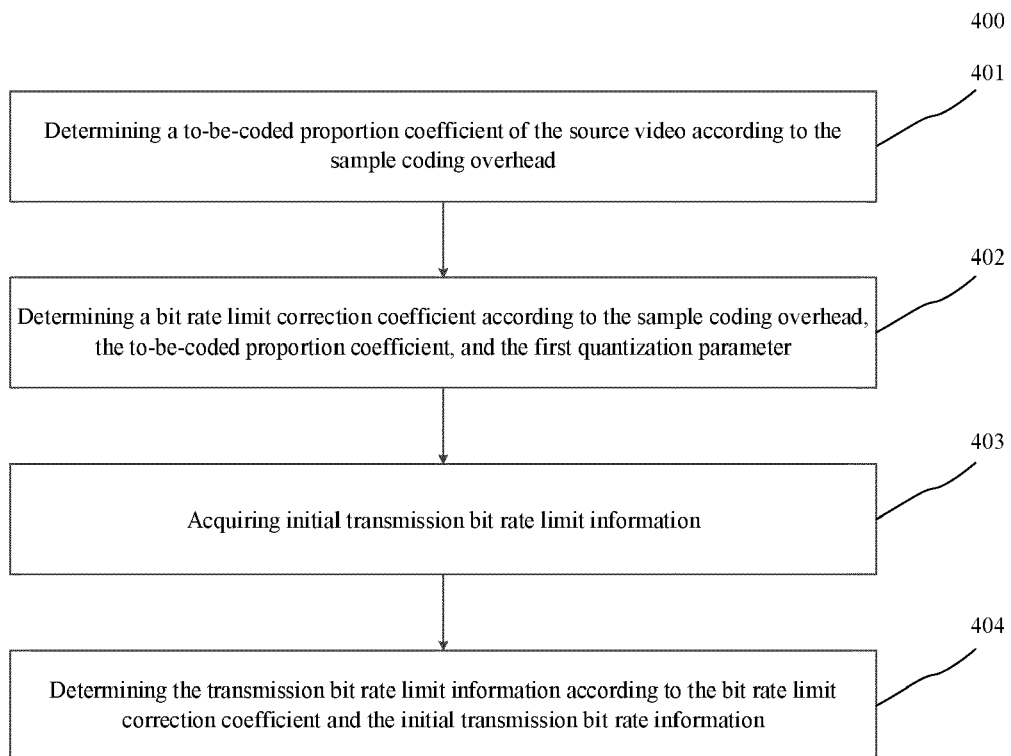 400
401
Determining a to-be-coded proportion coefficient of the source video according to the
sample coding overhead
402
Determining a bit rate limit correction coefficient according to the sample coding overhead,
the to-be-coded proportion coefficient, and the first quantization parameter
403
Acquiring initial transmission bit rate limit information
404
Determining the transmission bit rate limit information according to the bit rate limit
correction coefficient and the initial transmission bit rate information